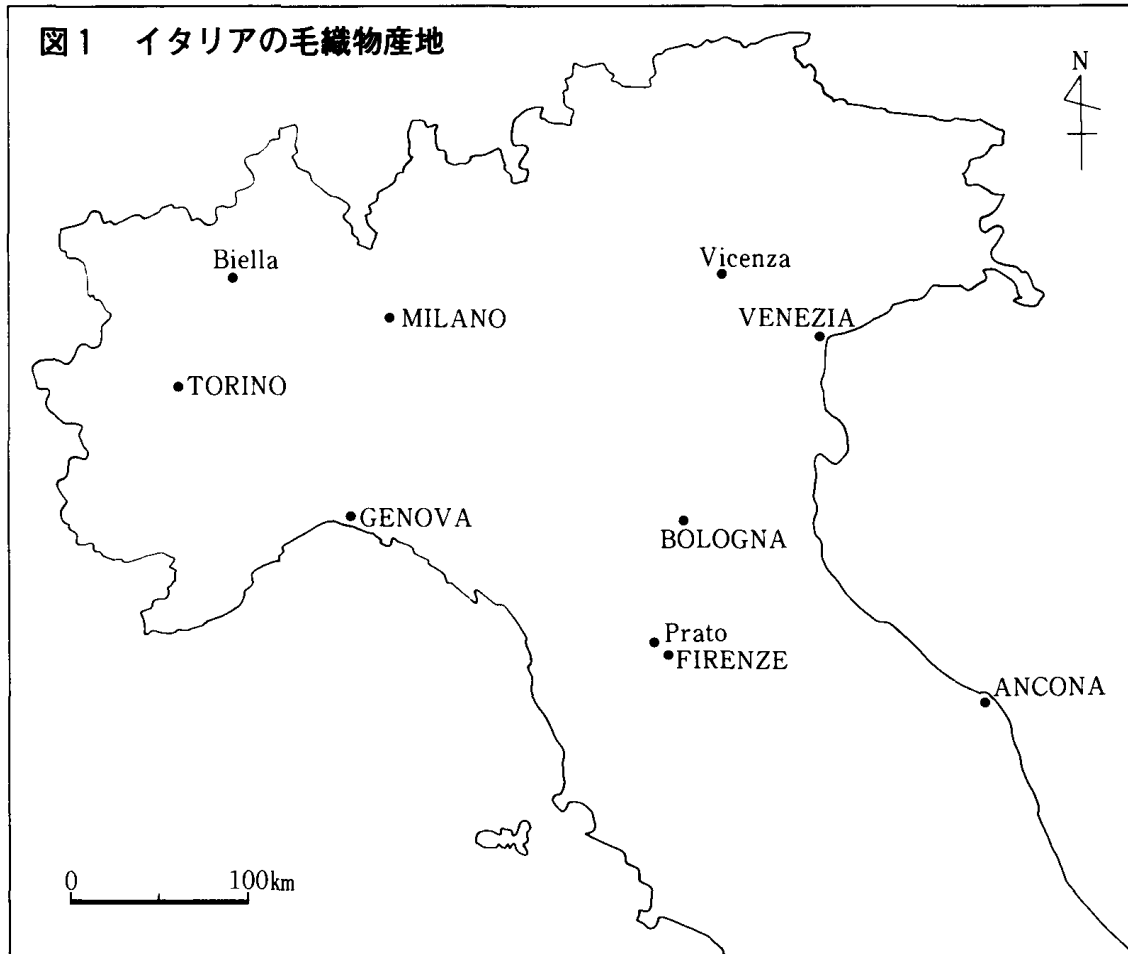 図1 イタリアの毛織物産地
N
Biella
Vicenza
MILANO
VENEZIA
TORINO
GENOVA
BOLOGNA
Prato
FIRENZE
ANCONA
0 100km